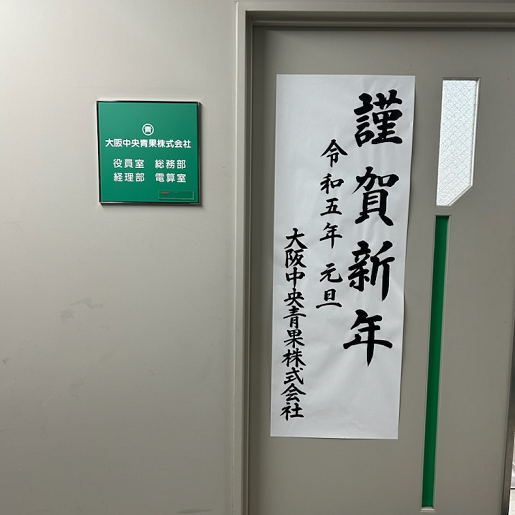 青
大阪中央青果株式会社
役員室 総務部
経理部 電算室
謹賀新年
令和五年 元旦
大阪中央青果株式会社